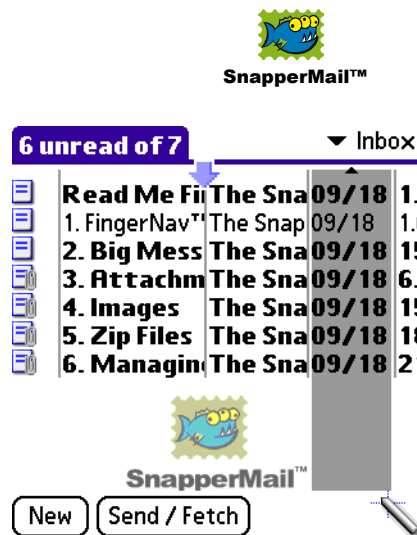 SnapperMail™
6 unread of 7 Inbox
Read Me Fi The Sna 09/18 1.
1. FingerNav™ The Snap 09/18 1.
2. Big Mess The Sna 09/18 15
3. Attachm The Sna 09/18 6.
4. Images The Sna 09/18 15
5. Zip Files The Sna 09/18 18
6. Managin The Sna 09/18 2
SnapperMail™
New Send / Fetch